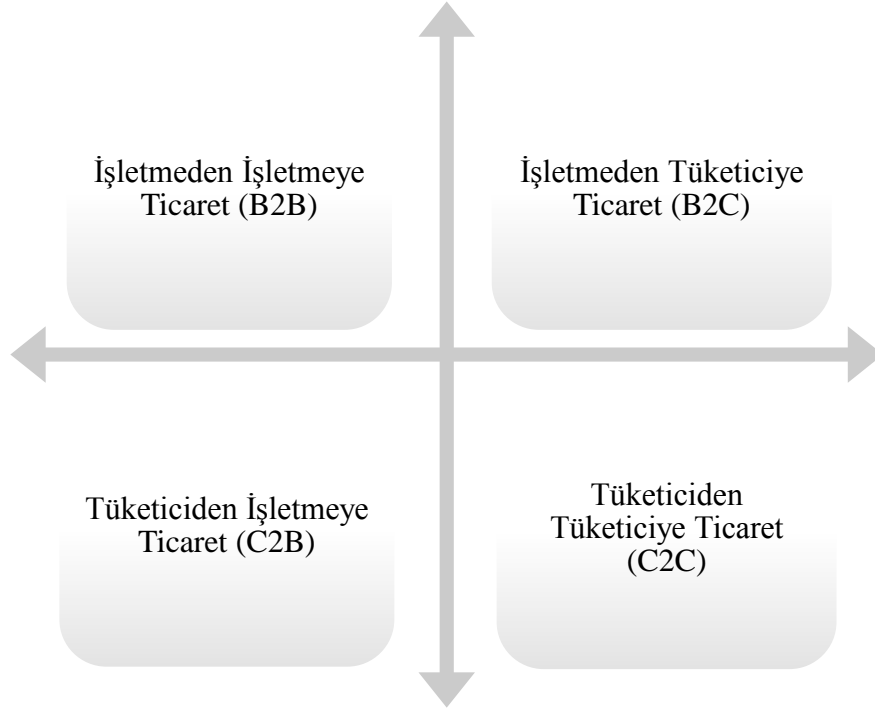 İşletmeden İşletmeye
Ticaret (B2B)
İşletmeden Tüketiciye
Ticaret (B2C)
Tüketiciden İşletmeye
Ticaret (C2B)
Tüketiciden
Tüketiciye Ticaret
(C2C)